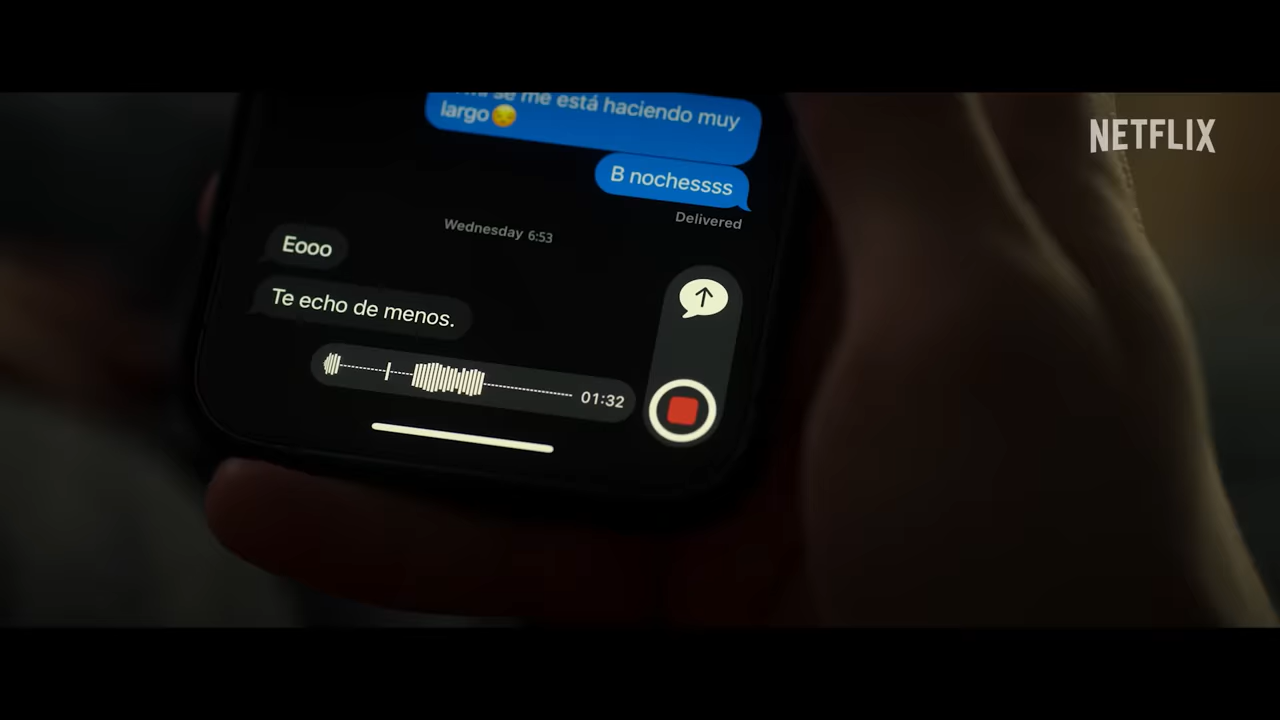 NETFLIX
se me está haciendo muy
largo😔
B nochessss
Delivered
Wednesday 6:53
Eooo
Te echo de menos.
01:32